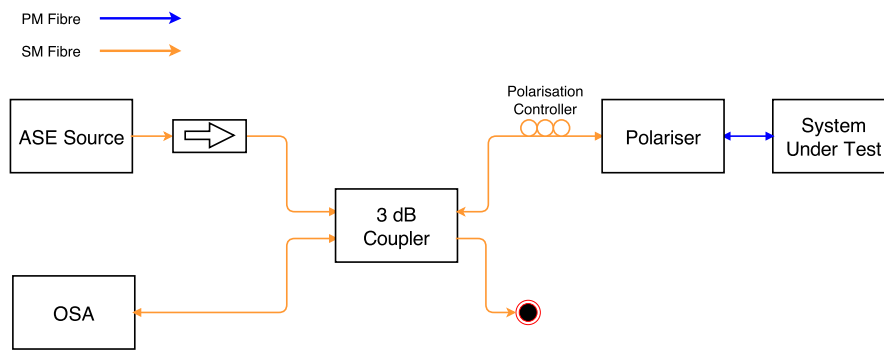 PM Fibre
SM Fibre
ASE Source
Polarisation
Controller
Polariser
System
Under Test
3 dB
Coupler
OSA